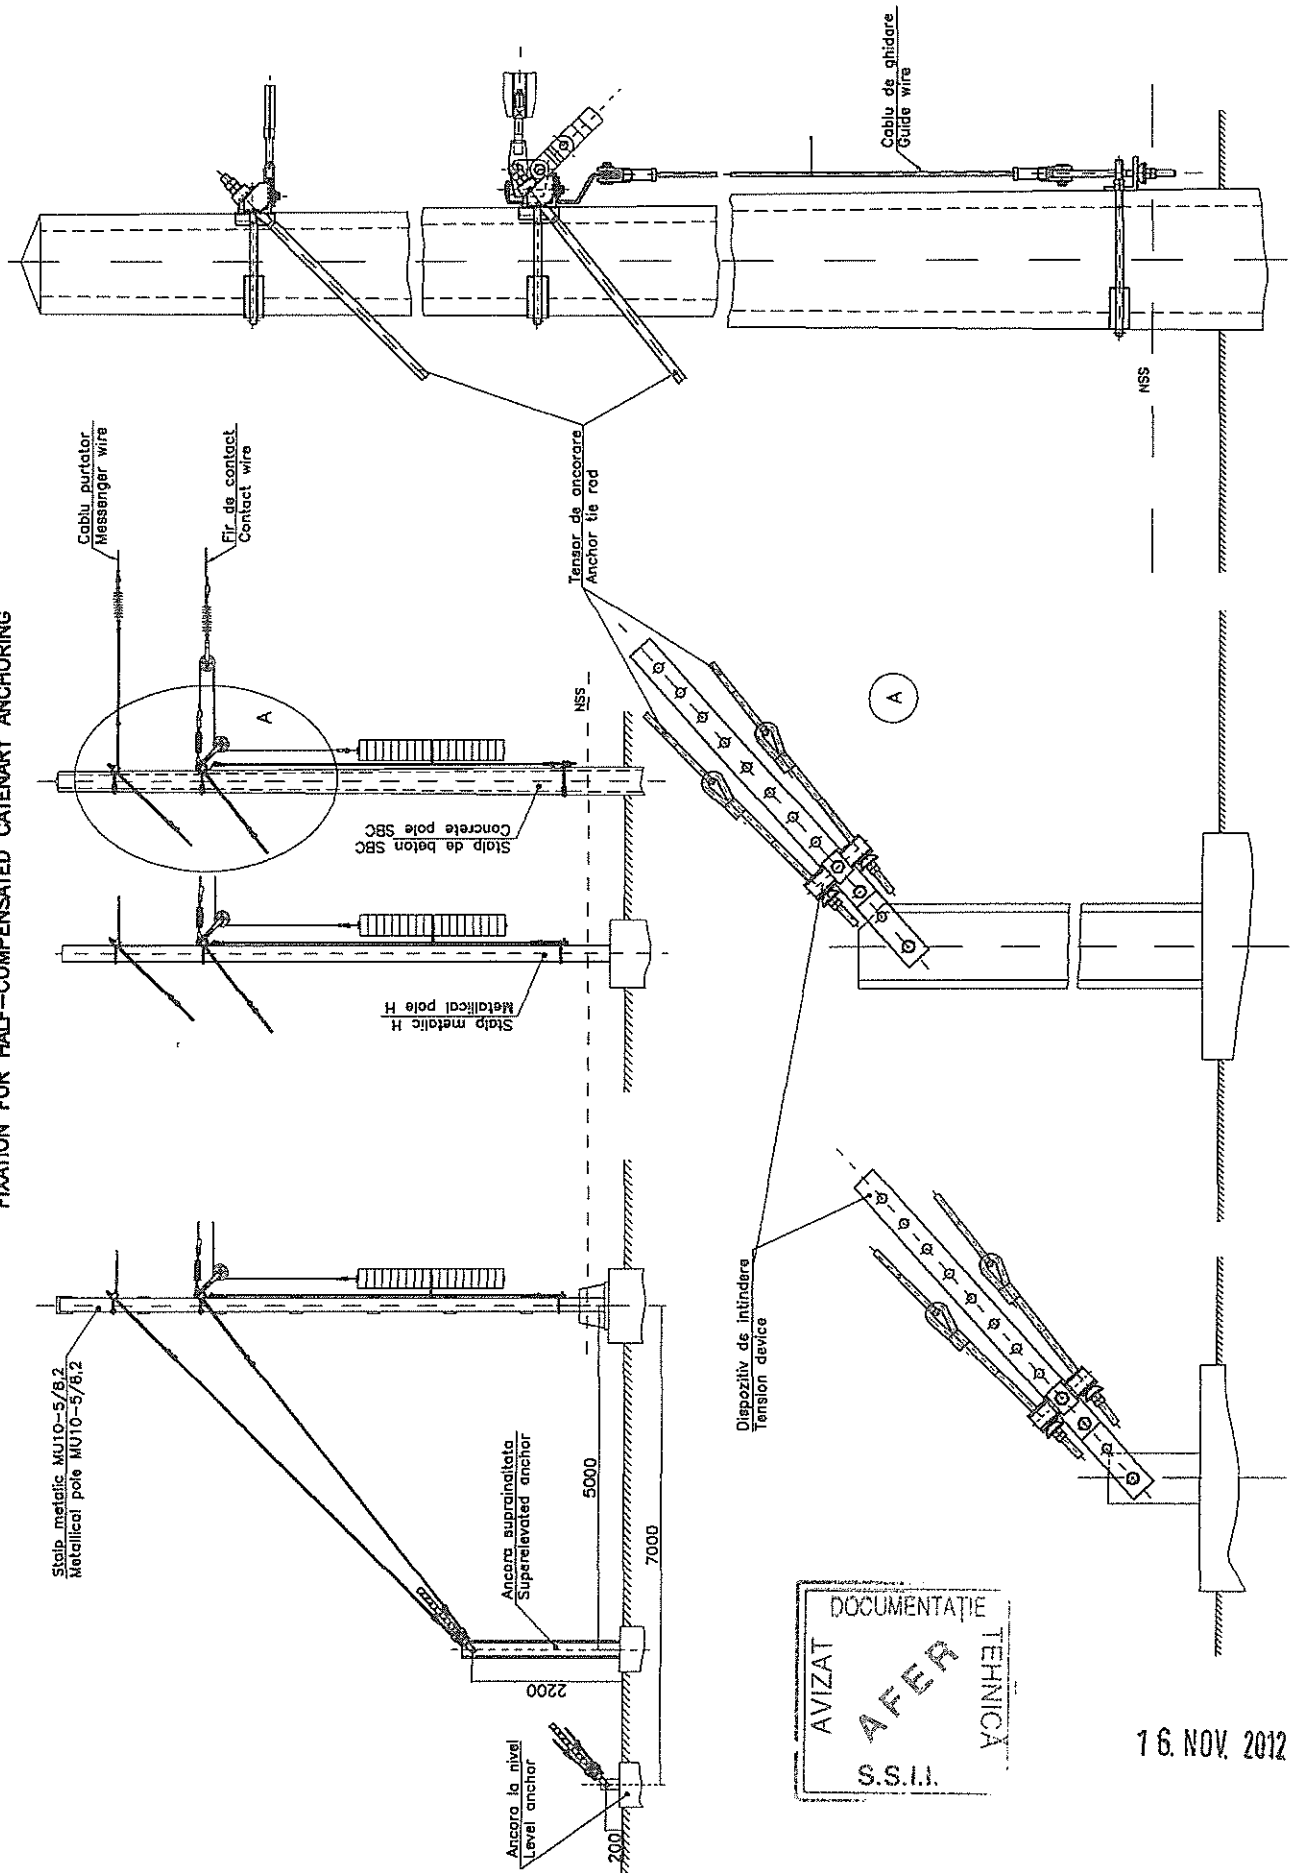 FIXATION FOR HALF-COMPENSATED CATENARY ANCHORING
Stalp metalic MU10-5/8,2
Metallical pole MU10-5/8,2
Ancora suprainaltata
Superelevated anchor
Ancora la nivel
Level anchor
200
2200
5000
7000
Stalp metalic H
Metallical pole H
Stalp de beton SBC
Concrete pole SBC
NSS
A
Cablu purtator
Messenger wire
Fir de contact
Contact wire
Dispozitiv de intindere
Tension device
Tensor de ancorare
Anchor tie rod
A
Cablu de ghidare
Guide wire
NSS
DOCUMENTAȚIE
AVIZAT
AFER
TEHNICĂ
S.S.I.I.
16. NOV. 2012